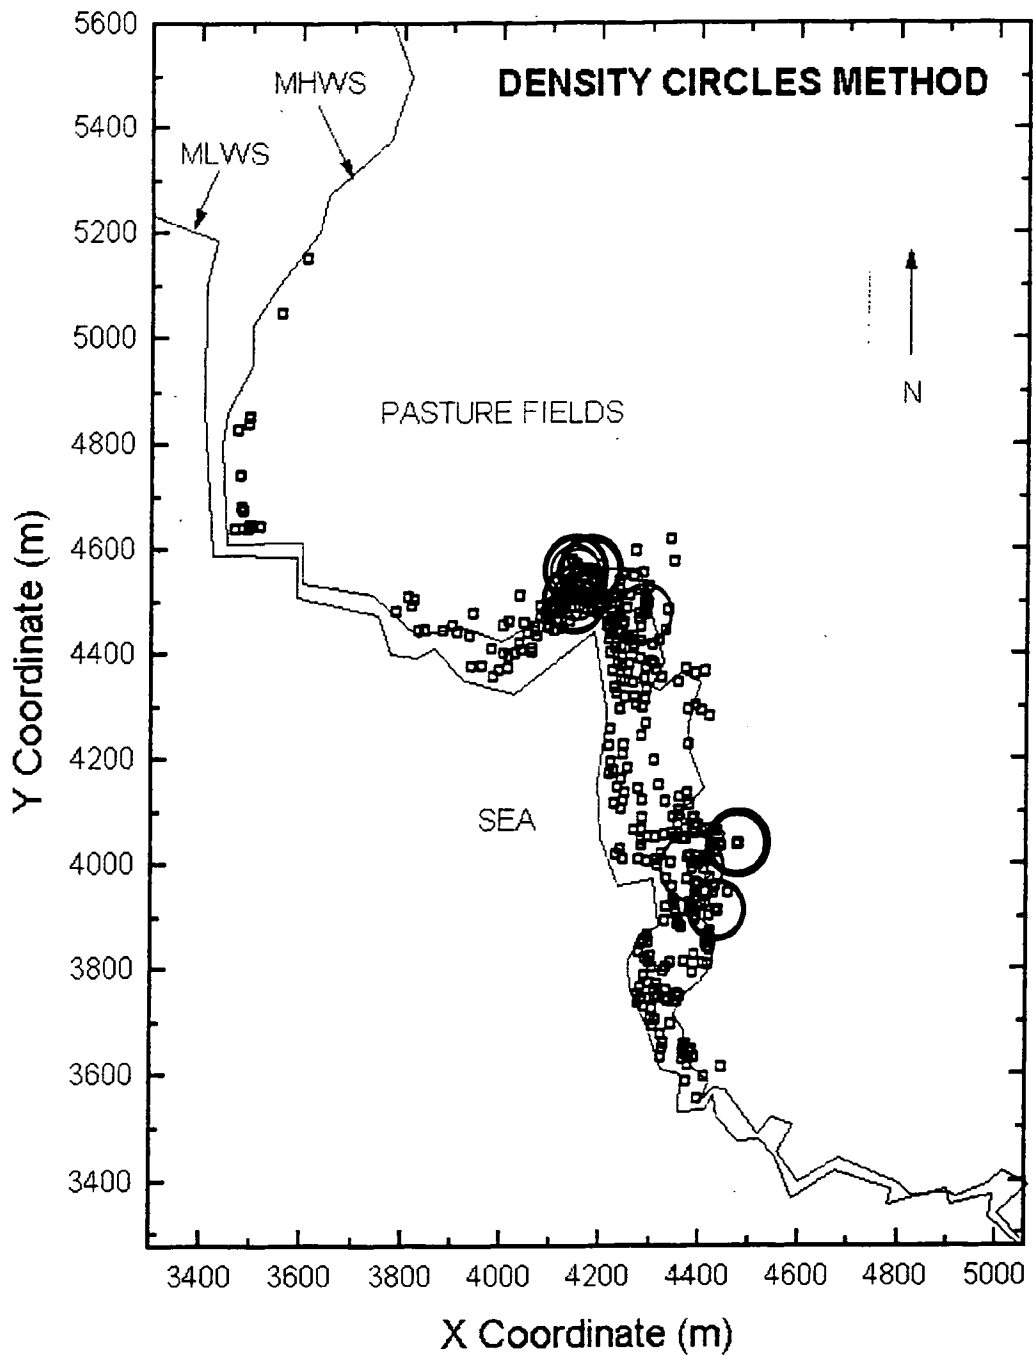 DENSITY CIRCLES METHOD
MHWS
MLWS
N
PASTURE FIELDS
SEA
Y Coordinate (m)
5600
5400
5200
5000
4800
4600
4400
4200
4000
3800
3600
3400
3400 3600 3800 4000 4200 4400 4600 4800 5000
X Coordinate (m)